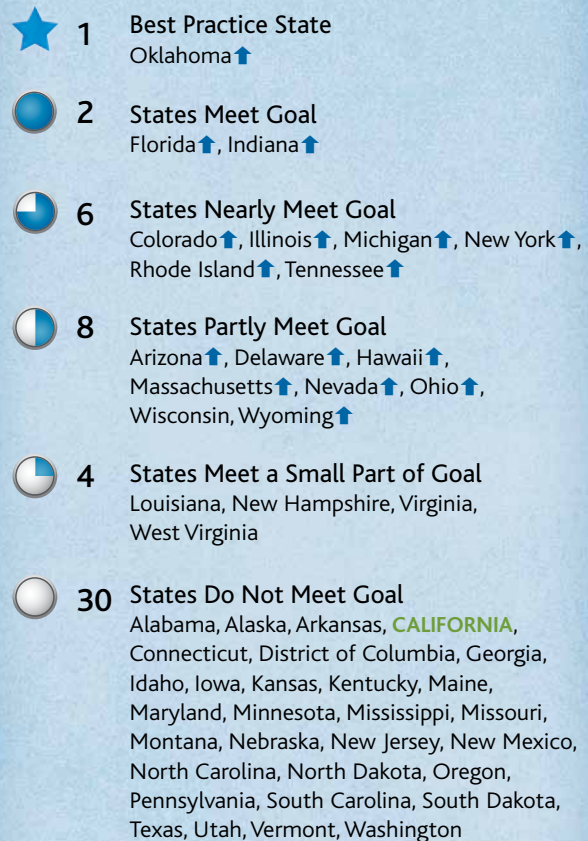 1 Best Practice State
Oklahoma⬆
2 States Meet Goal
Florida⬆, Indiana⬆
6 States Nearly Meet Goal
Colorado⬆, Illinois⬆, Michigan⬆, New York⬆,
Rhode Island⬆, Tennessee⬆
8 States Partly Meet Goal
Arizona⬆, Delaware⬆, Hawaii⬆,
Massachusetts⬆, Nevada⬆, Ohio⬆,
Wisconsin, Wyoming⬆
4 States Meet a Small Part of Goal
Louisiana, New Hampshire, Virginia,
West Virginia
30 States Do Not Meet Goal
Alabama, Alaska, Arkansas, CALIFORNIA,
Connecticut, District of Columbia, Georgia,
Idaho, Iowa, Kansas, Kentucky, Maine,
Maryland, Minnesota, Mississippi, Missouri,
Montana, Nebraska, New Jersey, New Mexico,
North Carolina, North Dakota, Oregon,
Pennsylvania, South Carolina, South Dakota,
Texas, Utah, Vermont, Washington